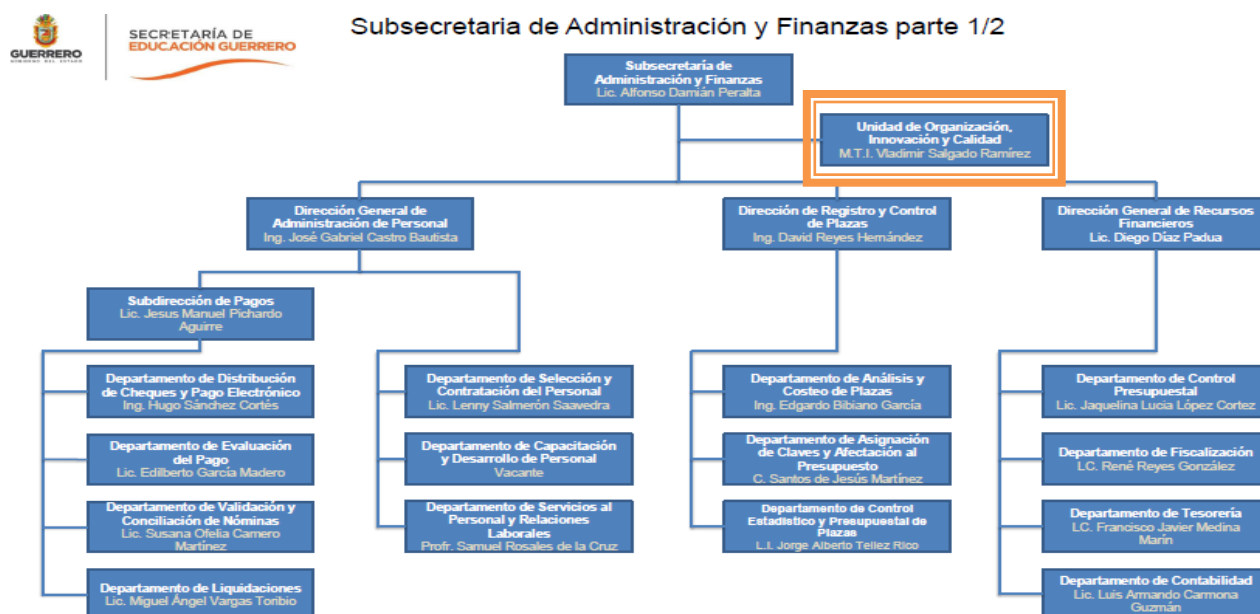 GUERRERO
GOBIERNO DEL ESTADO
SECRETARÍA DE
EDUCACIÓN GUERRERO
Subsecretaria de Administración y Finanzas parte 1/2
Subsecretaría de
Administración y Finanzas
Lic. Alfonso Damián Peralta
Unidad de Organización,
Innovación y Calidad
M.T.I. Vladimir Salgado Ramírez
Dirección General de
Administración de Personal
Ing. José Gabriel Castro Bautista
Dirección de Registro y Control
de Plazas
Ing. David Reyes Hernández
Dirección General de Recursos
Financieros
Lic. Diego Díaz Padua
Subdirección de Pagos
Lic. Jesus Manuel Pichardo
Aguirre
Departamento de Distribución
de Cheques y Pago Electrónico
Ing. Hugo Sánchez Cortés
Departamento de Selección y
Contratación del Personal
Lic. Lenny Salmerón Saavedra
Departamento de Análisis y
Costeo de Plazas
Ing. Edgardo Bibiano García
Departamento de Control
Presupuestal
Lic. Jaquelina Lucia López Cortez
Departamento de Evaluación
del Pago
Lic. Edilberto García Madero
Departamento de Capacitación
y Desarrollo de Personal
Vacante
Departamento de Asignación
de Claves y Afectación al
Presupuesto
C. Santos de Jesús Martínez
Departamento de Fiscalización
LC. René Reyes González
Departamento de Validación y
Conciliación de Nóminas
Lic. Susana Ofelia Camero
Martínez
Departamento de Servicios al
Personal y Relaciones
Laborales
Profr. Samuel Rosales de la Cruz
Departamento de Control
Estadístico y Presupuestal de
Plazas
L.I. Jorge Alberto Tellez Rico
Departamento de Tesorería
LC. Francisco Javier Medina
Marín
Departamento de Liquidaciones
Lic. Miguel Ángel Vargas Toribio
Departamento de Contabilidad
Lic. Luis Armando Carmona
Guzmán